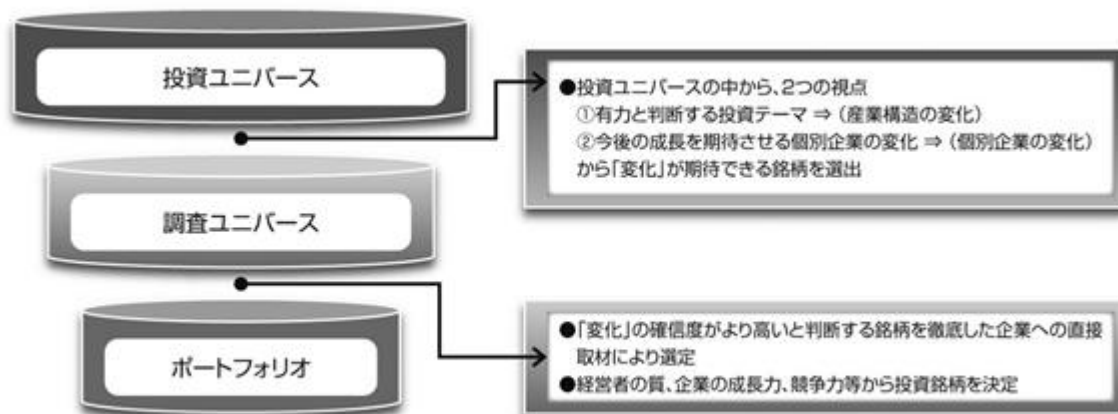 投資ユニバース
●投資ユニバースの中から、2つの視点
①有力と判断する投資テーマ ⇒ (産業構造の変化)
②今後の成長を期待させる個別企業の変化 ⇒ (個別企業の変化)
から「変化」が期待できる銘柄を選出
調査ユニバース
●「変化」の確信度がより高いと判断する銘柄を徹底した企業への直接
取材により選定
●経営者の質、企業の成長力、競争力等から投資銘柄を決定
ポートフォリオ